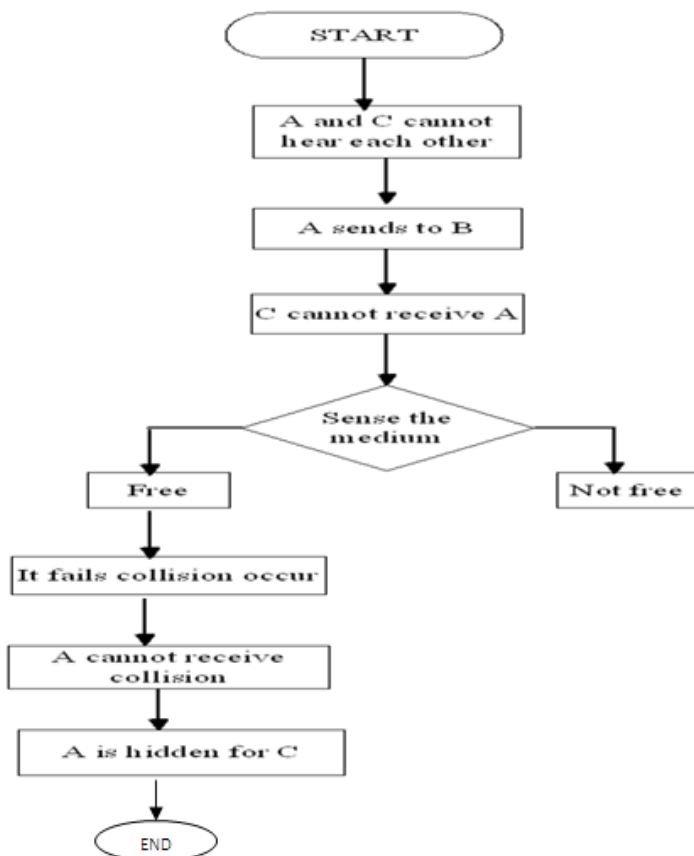 START
A and C cannot
hear each other
A sends to B
C cannot receive A
Sense the
medium
Free
Not free
It fails collision occur
A cannot receive
collision
A is hidden for C
END